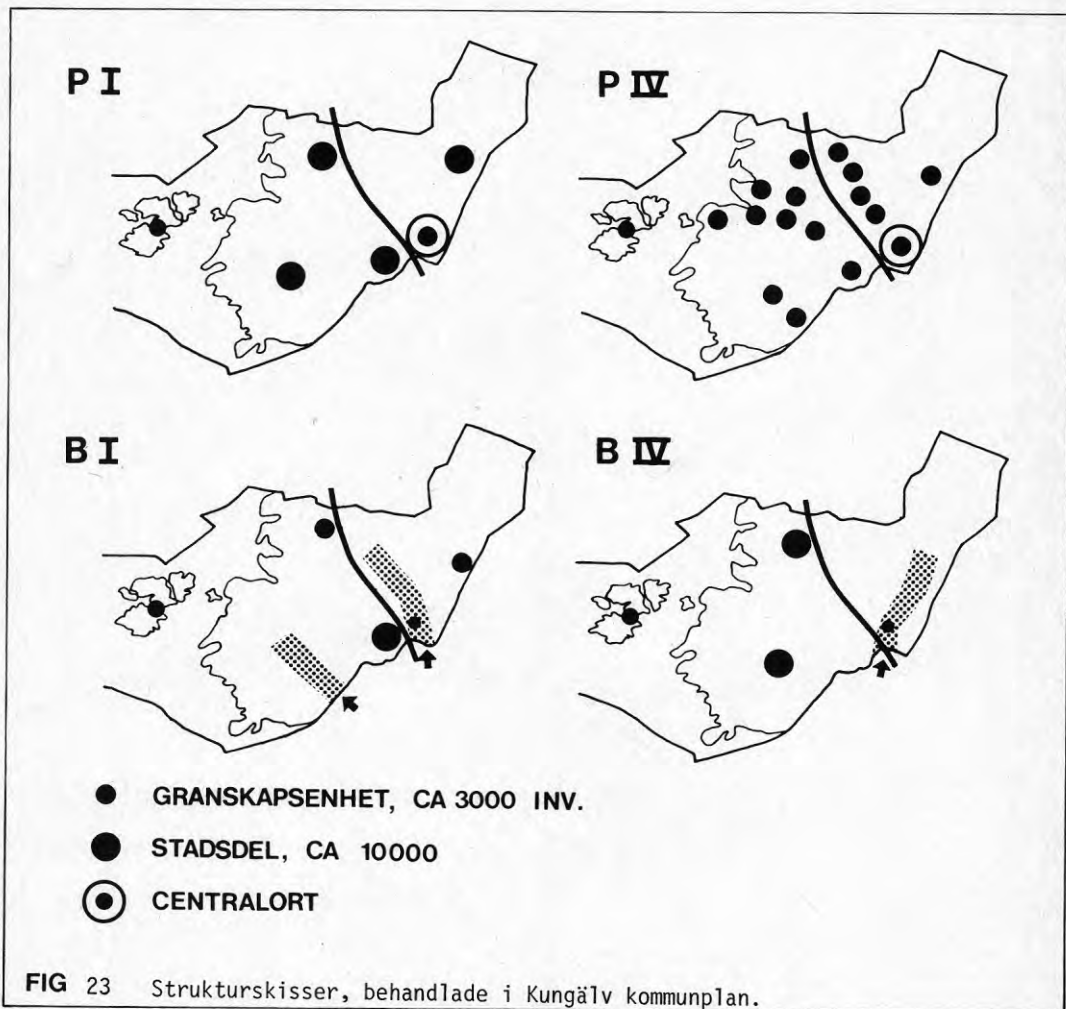 P I
P IV
B I
B IV
GRANSKAPSENHET, CA 3000 INV.
STADSDEL, CA 10000
CENTRALORT
FIG 23 Strukturskisser, behandlade i Kungälv kommunplan.